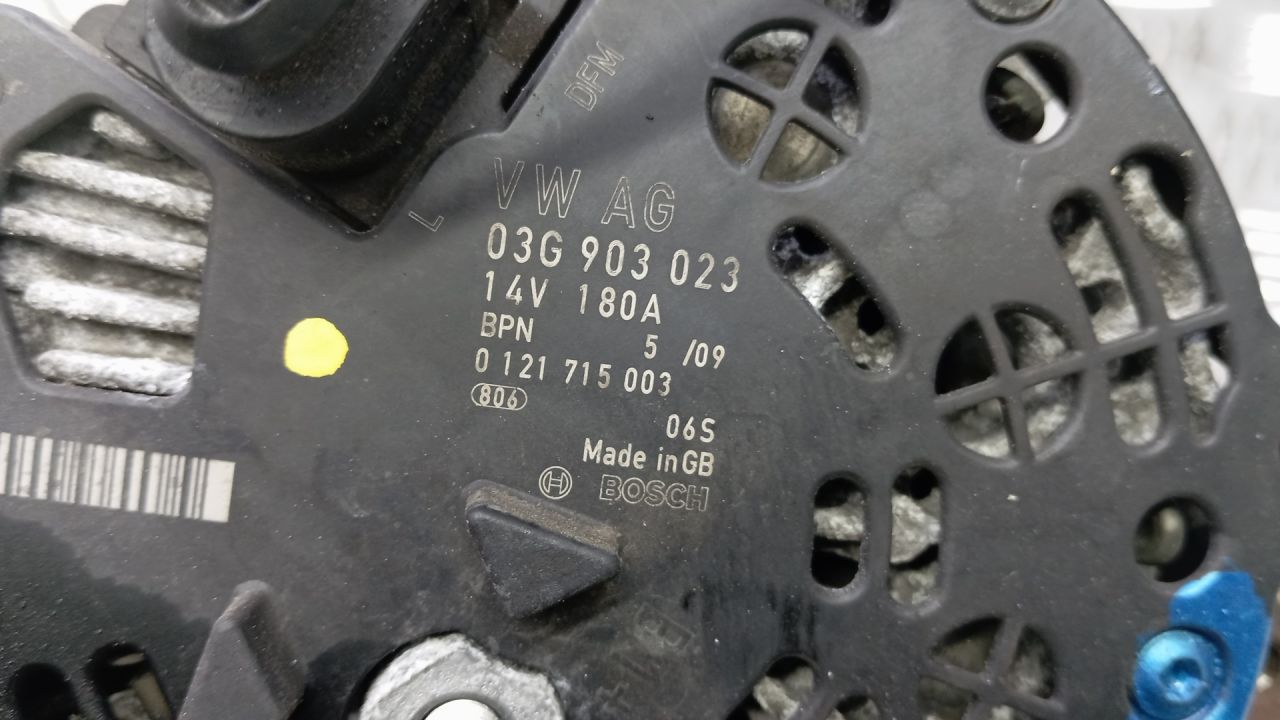 DFM
L
VW AG
03G 903 023
14V 180A
BPN 5 /09
0 121 715 003
806
06S
Made in GB
BOSCH
B+